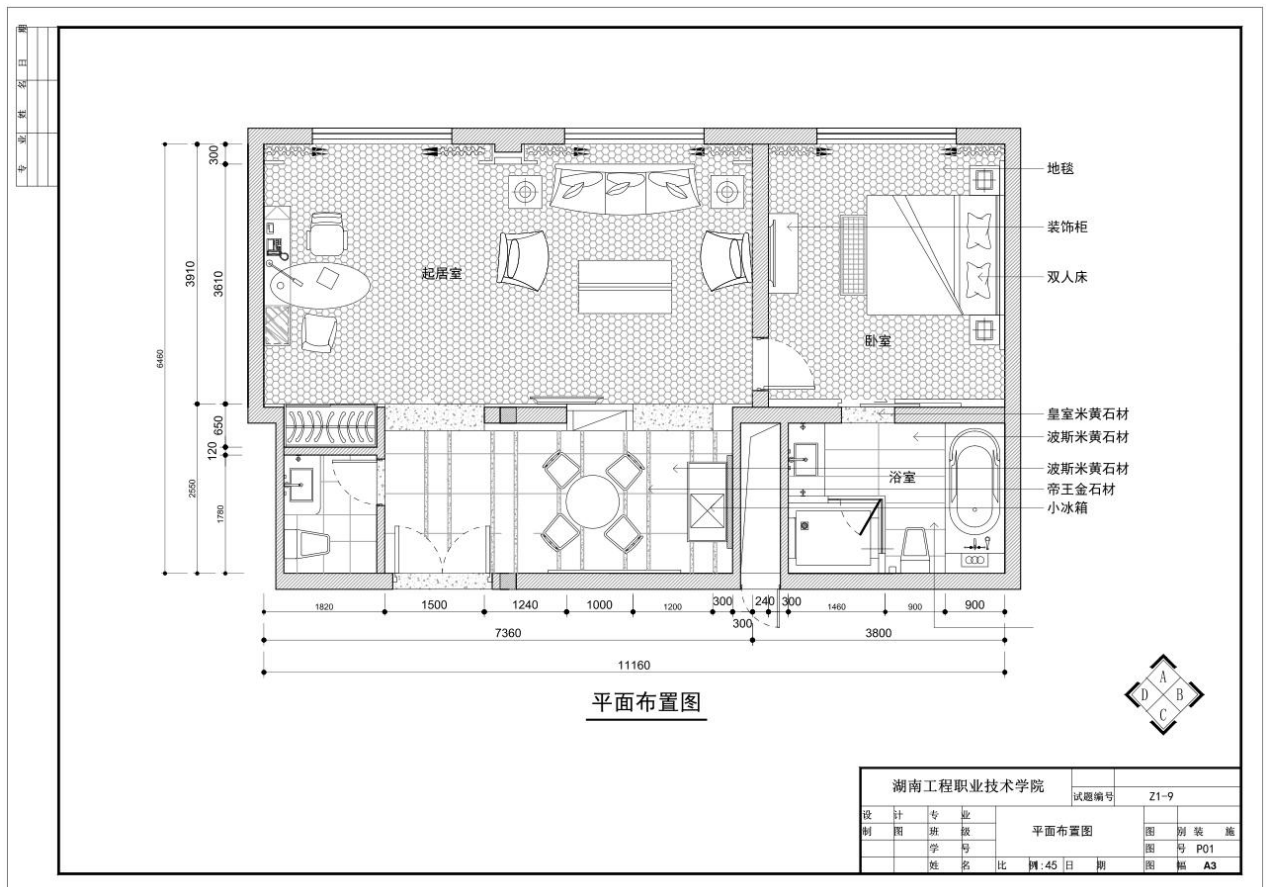 日 期
姓 名
专 业
300
3910
3610
6460
650
120
2550
1780
起居室
卧室
浴室
地毯
装饰柜
双人床
皇室米黄石材
波斯米黄石材
波斯米黄石材
帝王金石材
小冰箱
1820
1500
1240
1000
1200
300
300
240
300
1460
900
900
7360
3800
11160
平面布置图
A
D B
C
湖南工程职业技术学院
试题编号 Z1-9
设 计 专 业
制 图 班 级 平面布置图 图 别 装 施
学 号 图 号 P01
姓 名 比 例:45 日 期 图 幅 A3